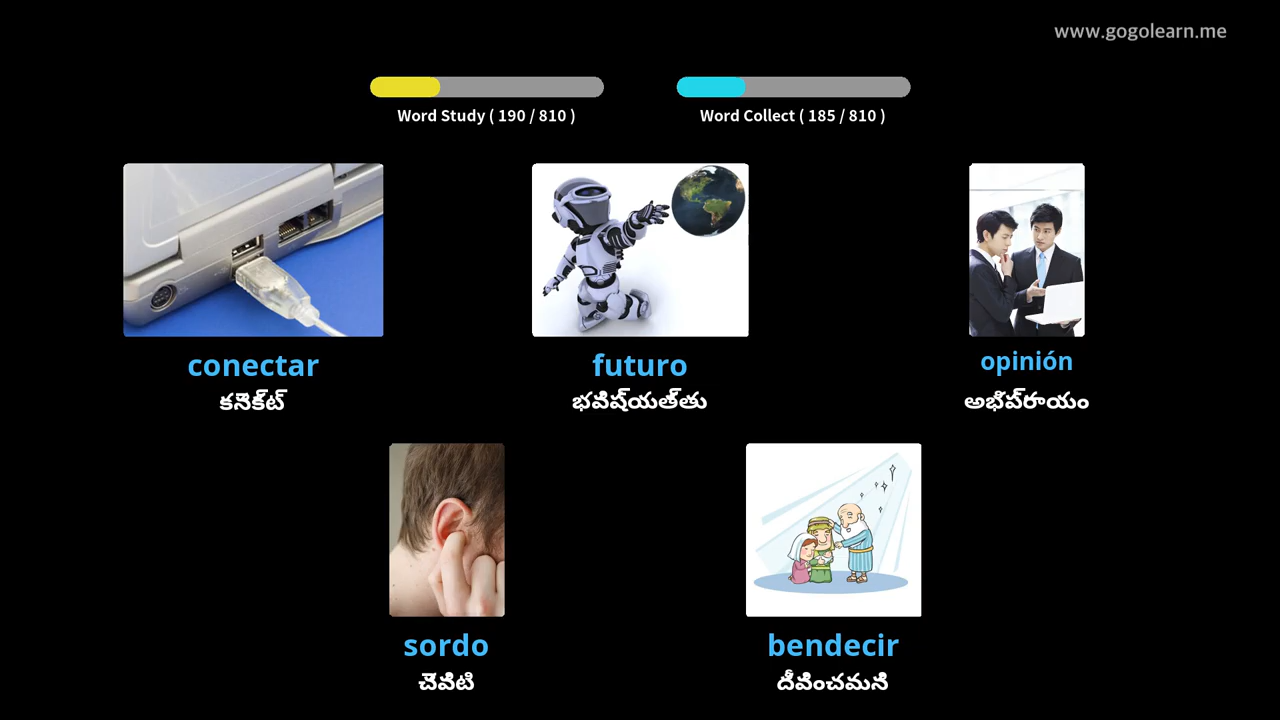 www.gogolearn.me
Word Study ( 190 / 810 )
Word Collect ( 185 / 810 )
conectar
కనెక్ట్
futuro
భవిష్యత్తు
opinión
అభిప్రాయం
sordo
చెవిటి
bendecir
దీవించమని